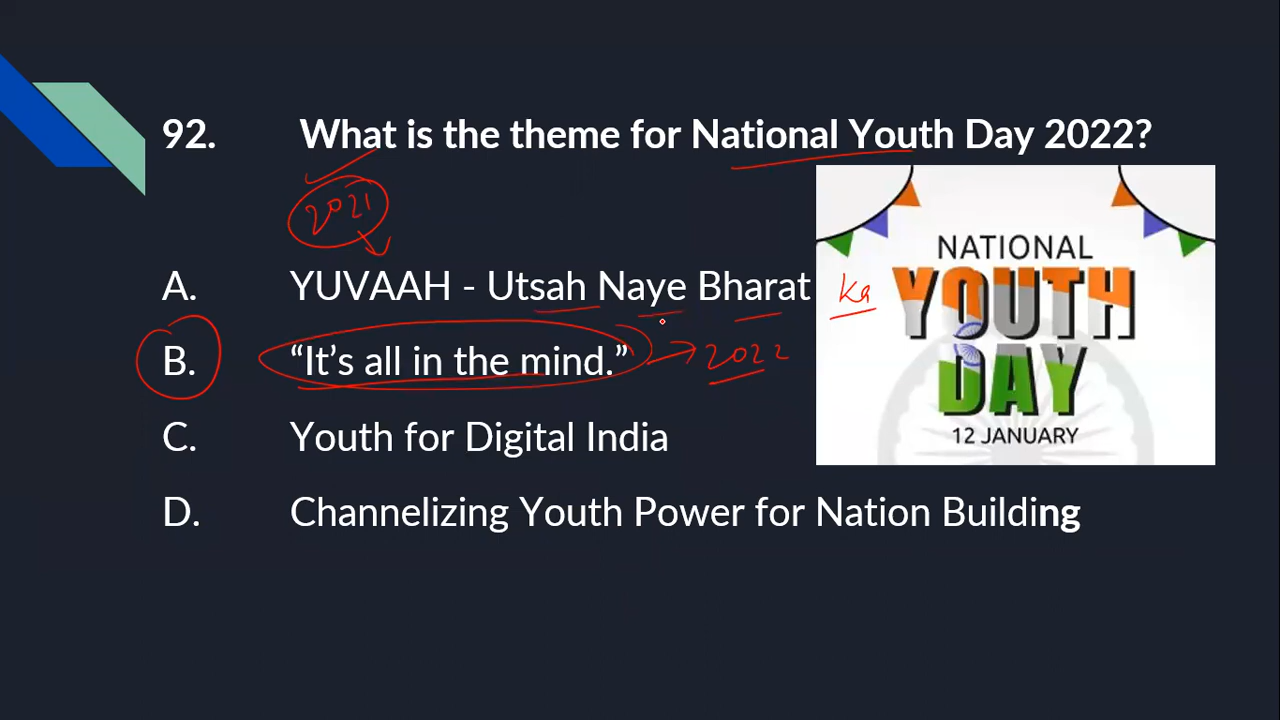 92. What is the theme for National Youth Day 2022?
2021
A. YUVAAH - Utsah Naye Bharat ka
B. “It’s all in the mind.” → 2022
C. Youth for Digital India
D. Channelizing Youth Power for Nation Building
NATIONAL
YOUTH
DAY
12 JANUARY